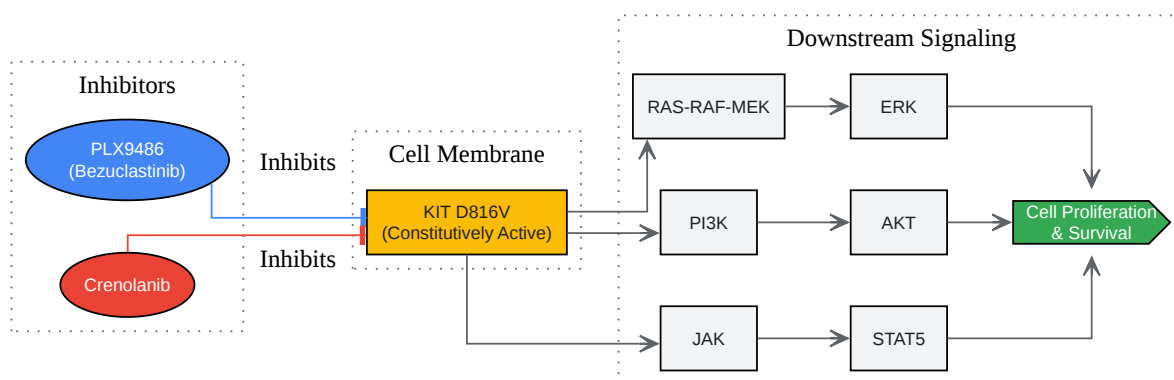 Inhibitors
PLX9486
(Bezuclastinib)
Crenolanib
Inhibits
Inhibits
Cell Membrane
KIT D816V
(Constitutively Active)
Downstream Signaling
RAS-RAF-MEK
ERK
PI3K
AKT
JAK
STAT5
Cell Proliferation
& Survival